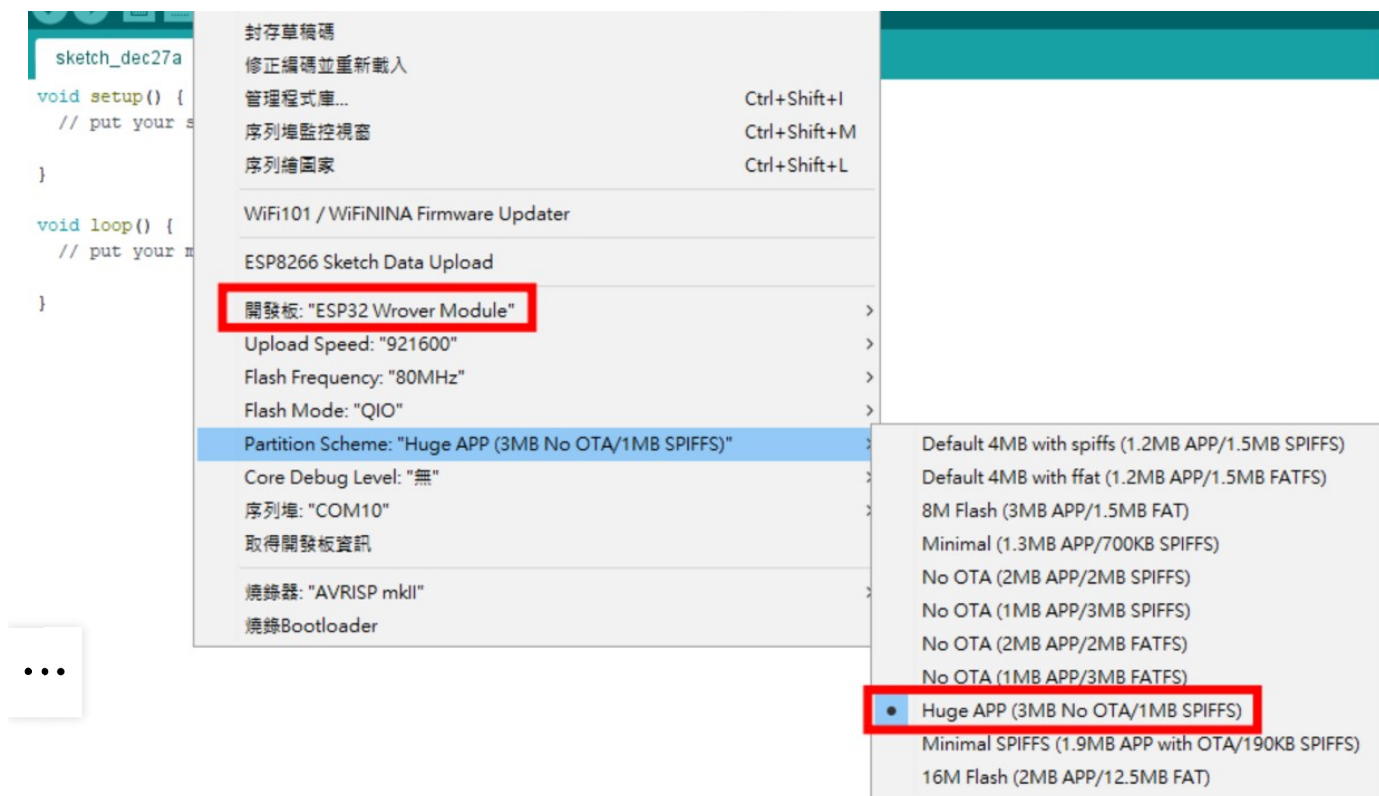 sketch_dec27a
void setup() {
// put your s
}
void loop() {
// put your m
}
封存草稿碼
修正編碼並重新載入
管理程式庫... Ctrl+Shift+I
序列埠監控視窗 Ctrl+Shift+M
序列繪圖家 Ctrl+Shift+L
WiFi101 / WiFiNINA Firmware Updater
ESP8266 Sketch Data Upload
開發板: "ESP32 Wrover Module"
Upload Speed: "921600"
Flash Frequency: "80MHz"
Flash Mode: "QIO"
Partition Scheme: "Huge APP (3MB No OTA/1MB SPIFFS)"
Core Debug Level: "無"
序列埠: "COM10"
取得開發板資訊
燒錄器: "AVRISP mkII"
燒錄Bootloader
Default 4MB with spiffs (1.2MB APP/1.5MB SPIFFS)
Default 4MB with ffat (1.2MB APP/1.5MB FATFS)
8M Flash (3MB APP/1.5MB FAT)
Minimal (1.3MB APP/700KB SPIFFS)
No OTA (2MB APP/2MB SPIFFS)
No OTA (1MB APP/3MB SPIFFS)
No OTA (2MB APP/2MB FATFS)
No OTA (1MB APP/3MB FATFS)
Huge APP (3MB No OTA/1MB SPIFFS)
Minimal SPIFFS (1.9MB APP with OTA/190KB SPIFFS)
16M Flash (2MB APP/12.5MB FAT)